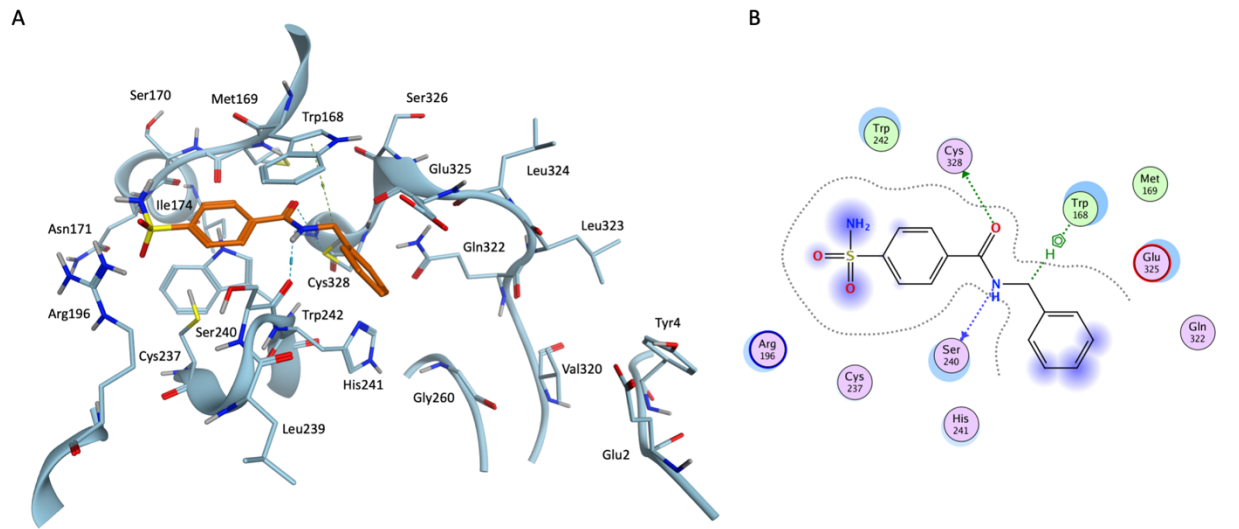 A
B
Ser170
Met169
Trp168
Ser326
Glu325
Leu324
Ile174
Asn171
Gln322
Leu323
Cys328
Arg196
Ser240
Trp242
Tyr4
Cys237
His241
Val320
Gly260
Leu239
Glu2
Trp
242
Cys
328
Met
169
Trp
168
H
NH2
O
Glu
325
O
S
O
N
H
Gln
322
Arg
196
Ser
240
Cys
237
His
241